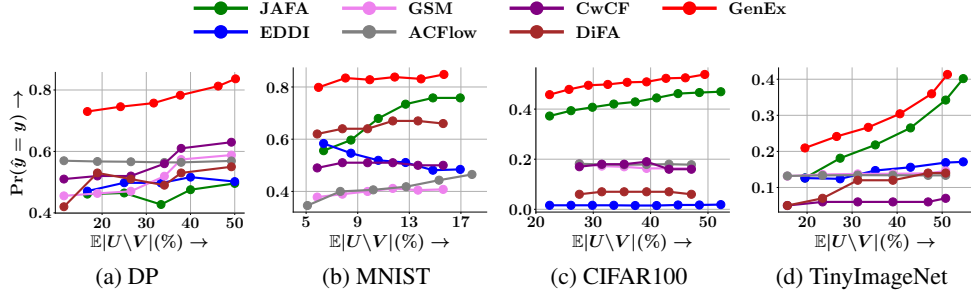 JAFA GSM CwCF GenEx
EDDI ACFlow DiFA
Pr(ŷ = y) →
0.8
0.6
0.4
10 20 30 40 50
𝔼|U\V|(%) →
(a) DP
0.8
0.6
0.4
5 9 13 17
𝔼|U\V|(%) →
(b) MNIST
0.4
0.2
0.0
20 30 40 50
𝔼|U\V|(%) →
(c) CIFAR100
0.4
0.3
0.2
0.1
20 30 40 50
𝔼|U\V|(%) →
(d) TinyImageNet